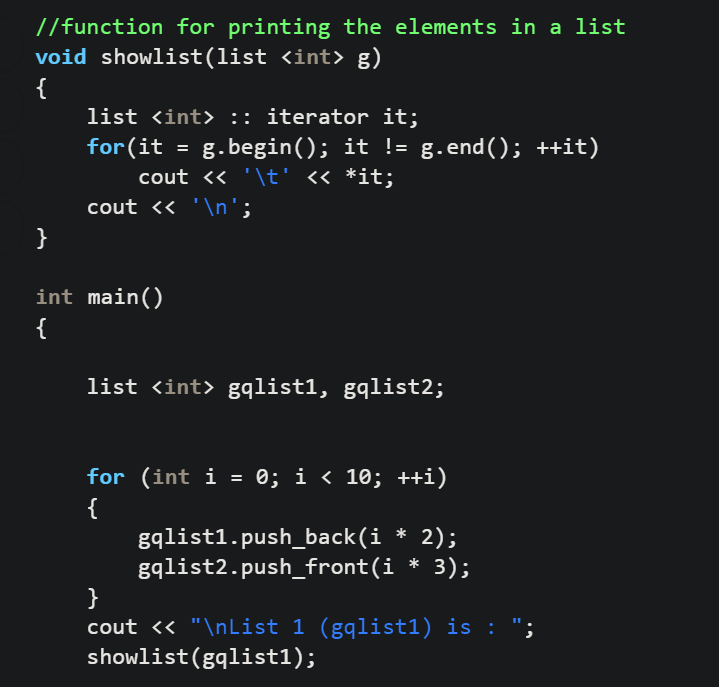 //function for printing the elements in a list
void showlist(list <int> g)
{
    list <int> :: iterator it;
    for(it = g.begin(); it != g.end(); ++it)
        cout << '\t' << *it;
    cout << '\n';
}
int main()
{
    list <int> gqlist1, gqlist2;
    for (int i = 0; i < 10; ++i)
    {
        gqlist1.push_back(i * 2);
        gqlist2.push_front(i * 3);
    }
    cout << "\nList 1 (gqlist1) is : ";
    showlist(gqlist1);